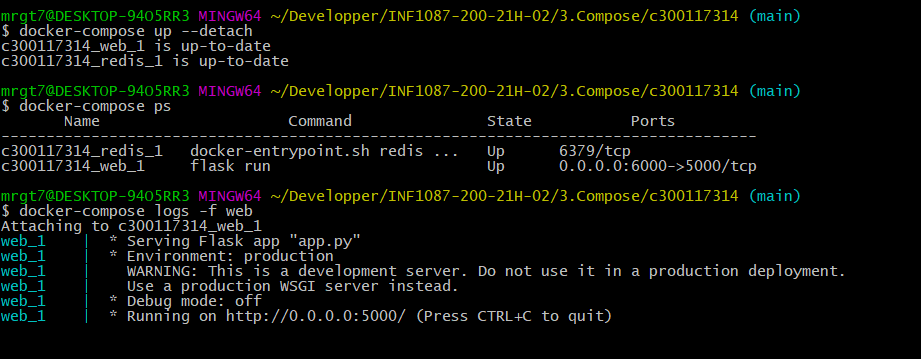 mrgt7@DESKTOP-94O5RR3 MINGW64 ~/Developper/INF1087-200-21H-02/3.Compose/c300117314 (main)
$ docker-compose up --detach
c300117314_web_1 is up-to-date
c300117314_redis_1 is up-to-date
mrgt7@DESKTOP-94O5RR3 MINGW64 ~/Developper/INF1087-200-21H-02/3.Compose/c300117314 (main)
$ docker-compose ps
Name Command State Ports
--------------------------------------------------------------------------------
c300117314_redis_1 docker-entrypoint.sh redis ... Up 6379/tcp
c300117314_web_1 flask run Up 0.0.0.0:6000->5000/tcp
mrgt7@DESKTOP-94O5RR3 MINGW64 ~/Developper/INF1087-200-21H-02/3.Compose/c300117314 (main)
$ docker-compose logs -f web
Attaching to c300117314_web_1
web_1 | * Serving Flask app "app.py"
web_1 | * Environment: production
web_1 | WARNING: This is a development server. Do not use it in a production deployment.
web_1 | Use a production WSGI server instead.
web_1 | * Debug mode: off
web_1 | * Running on http://0.0.0.0:5000/ (Press CTRL+C to quit)